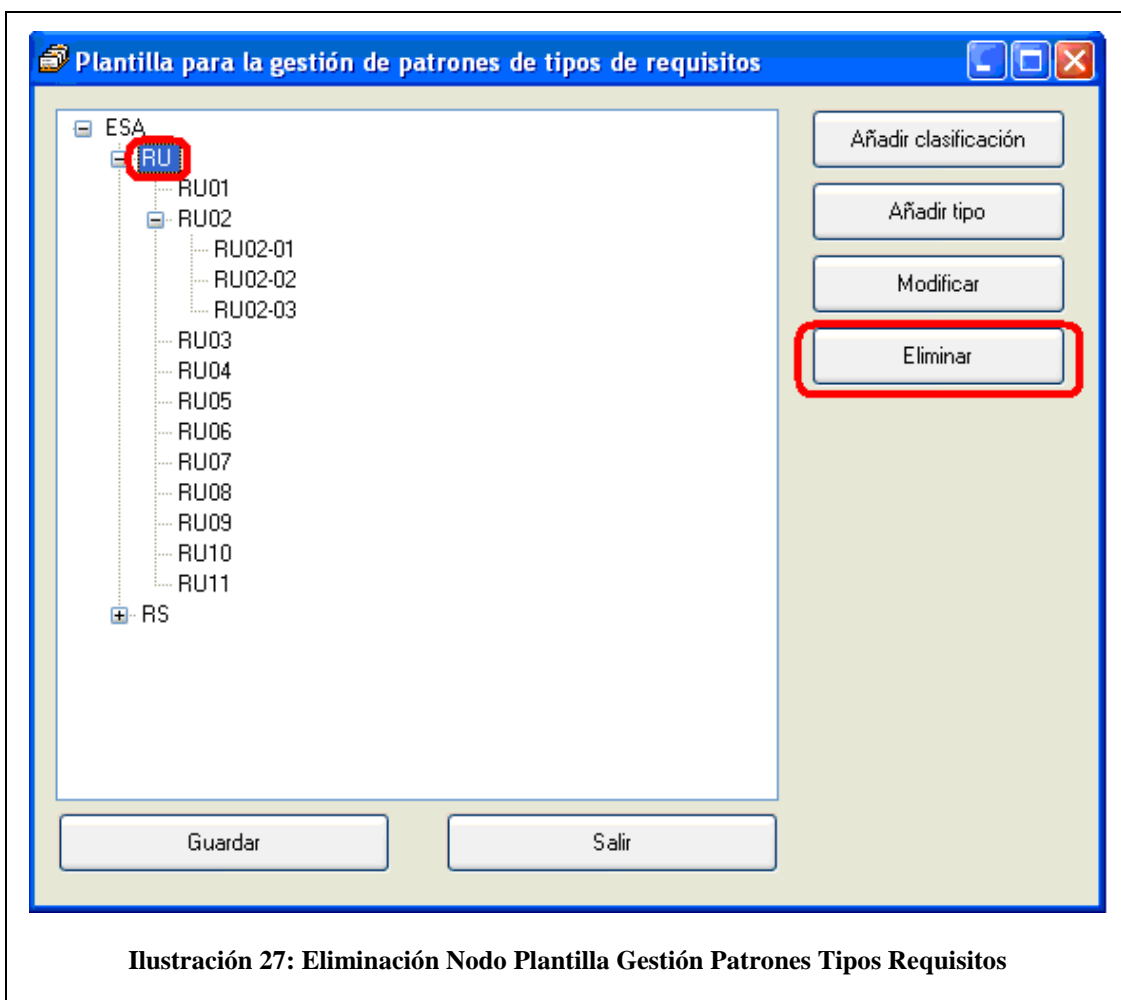 Plantilla para la gestión de patrones de tipos de requisitos
ESA
RU
RU01
RU02
RU02-01
RU02-02
RU02-03
RU03
RU04
RU05
RU06
RU07
RU08
RU09
RU10
RU11
RS
Añadir clasificación
Añadir tipo
Modificar
Eliminar
Guardar
Salir
Ilustración 27: Eliminación Nodo Plantilla Gestión Patrones Tipos Requisitos